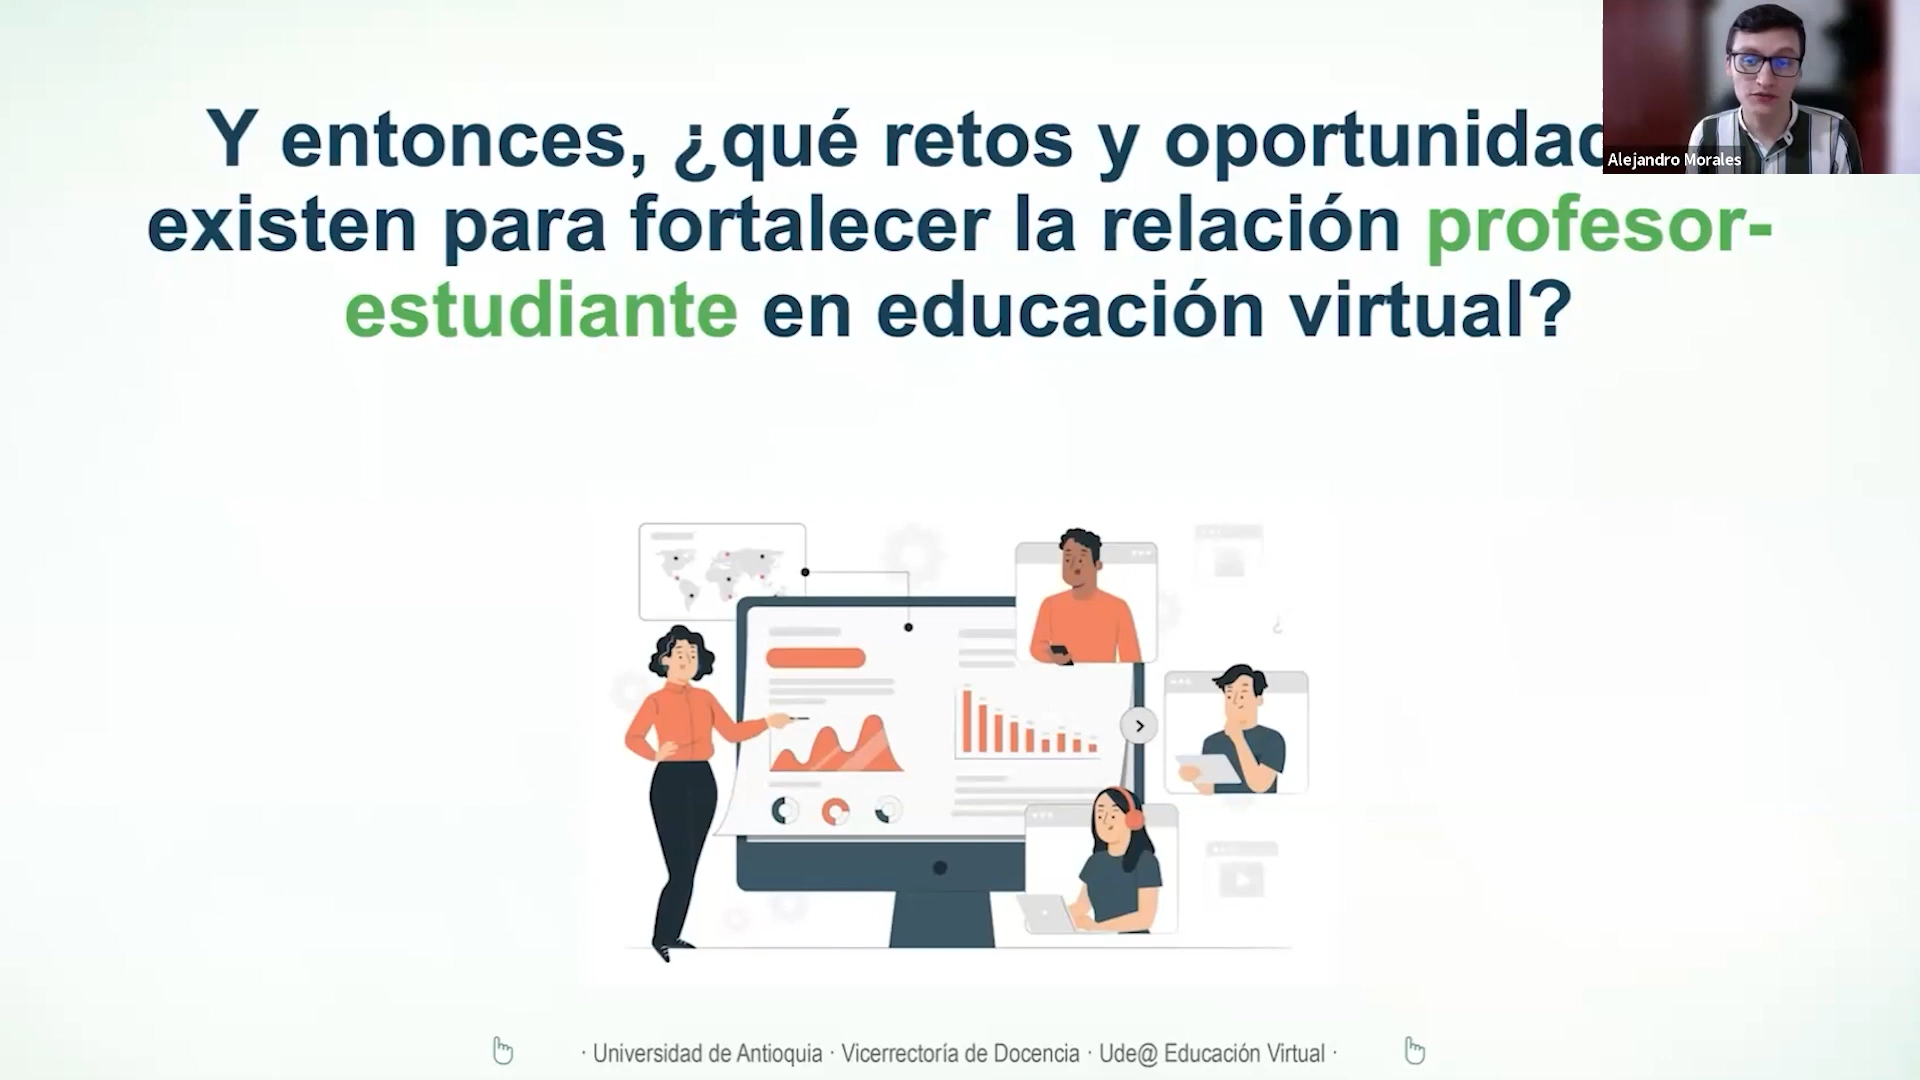 Y entonces, ¿qué retos y oportunidad
existen para fortalecer la relación profesor-
estudiante en educación virtual?
Alejandro Morales
· Universidad de Antioquia · Vicerrectoría de Docencia · Ude@ Educación Virtual ·